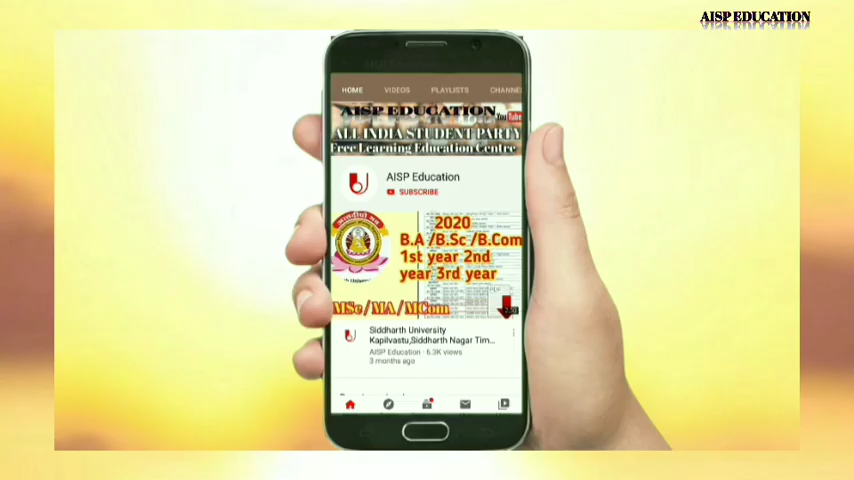 AISP EDUCATION
HOME VIDEOS PLAYLISTS CHANNE
AISP EDUCATION YouTube
ALL INDIA STUDENT PARTY
Free Learning Education Centre
AISP Education
SUBSCRIBE
2020
B.A /B.Sc /B.Com
1st year 2nd
year 3rd year
MSc/MA/MCom
Siddharth University
Kapilvastu,Siddharth Nagar Tim...
AISP Education · 6.3K views
3 months ago